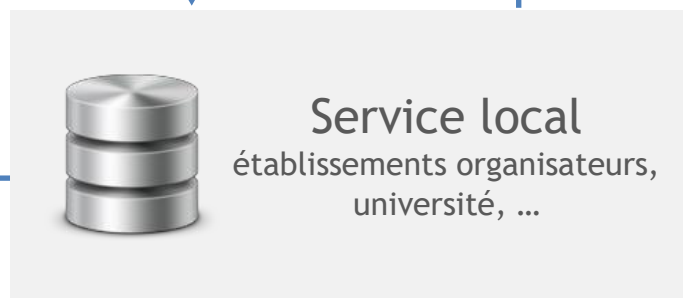 Service local
établissements organisateurs,
université, ...